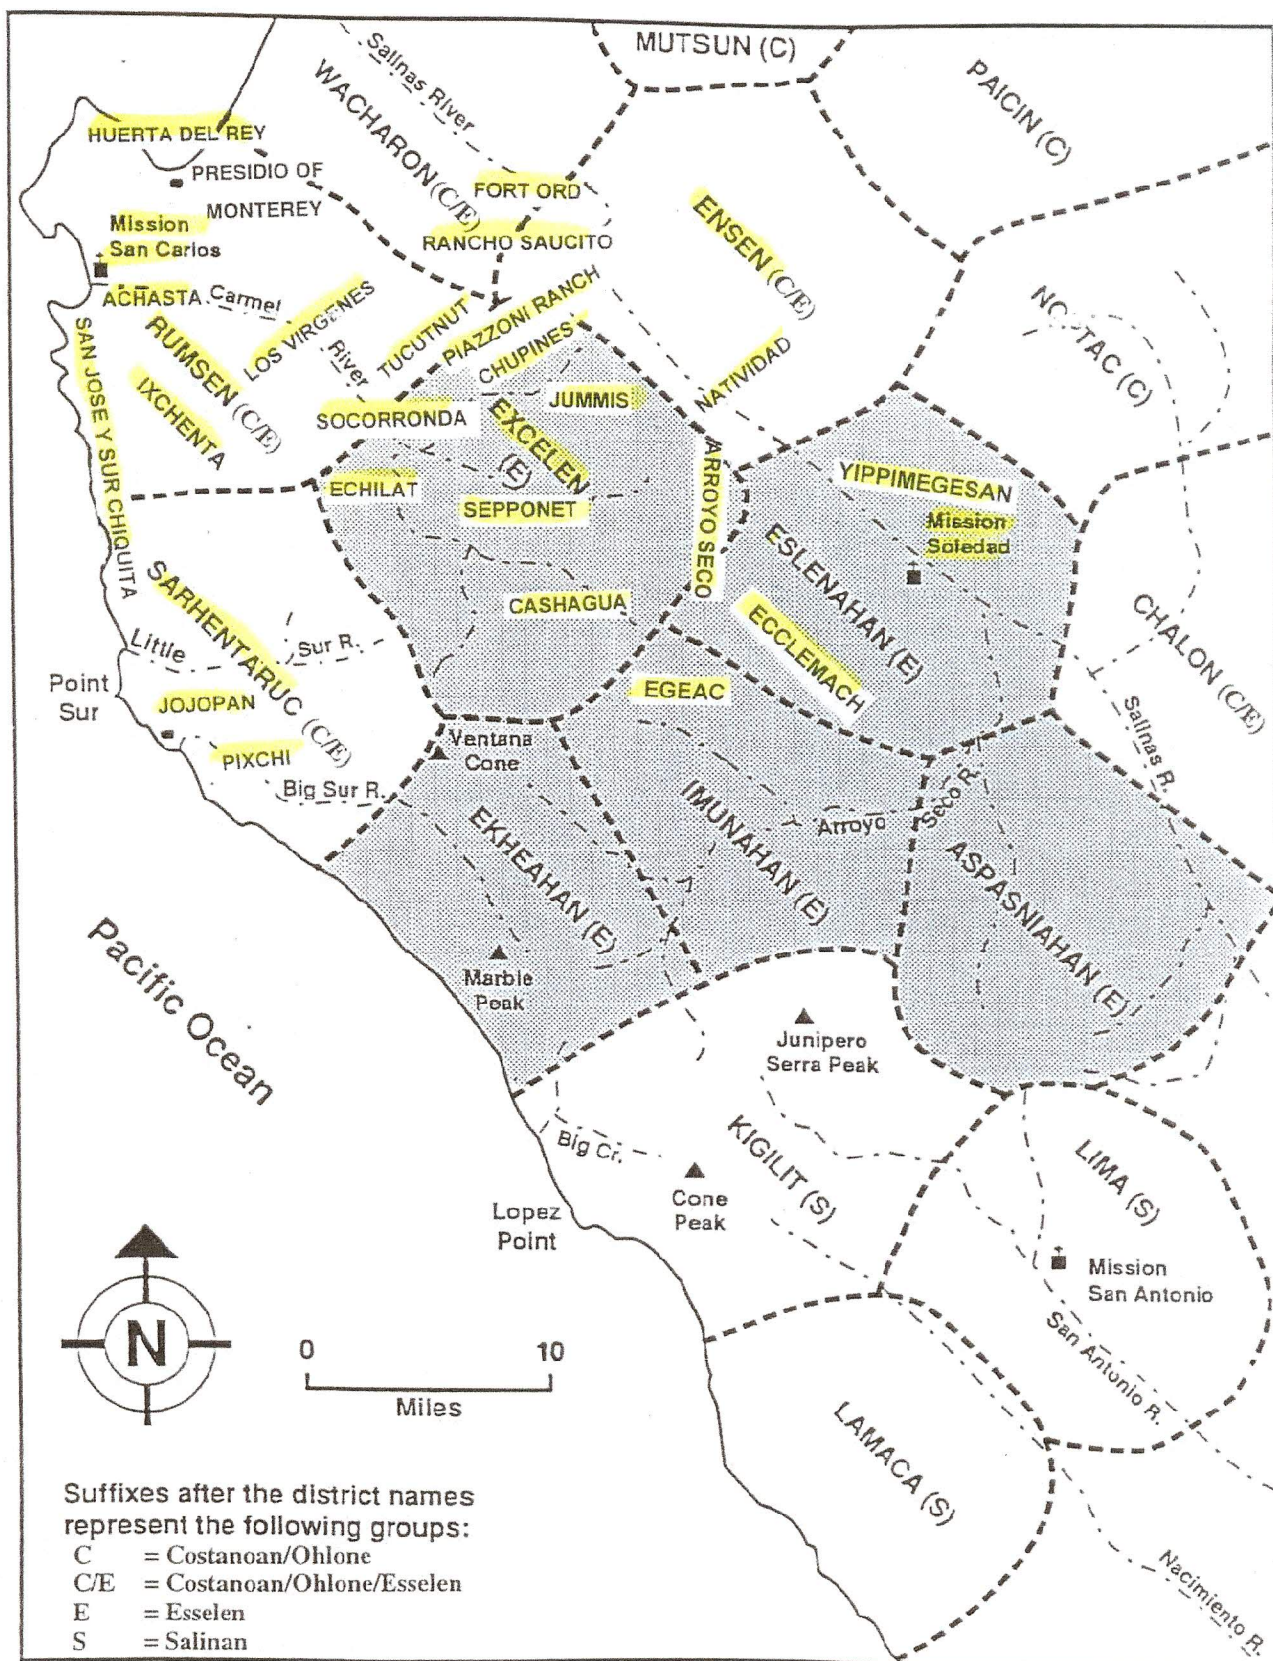 MUTSUN (C)
PAICIN (C)
Salinas River
WACHARON (C/E)
HUERTA DEL REY
PRESIDIO OF
MONTEREY
FORT ORD
RANCHO SAUCITO
ENSEN (C/E)
Mission
San Carlos
ACHASTA
Carmel
River
RUMSEN (C/E)
LOS VIRGENES
TUCUTNUT
PIAZZONI RANCH
CHUPINES
NATIVIDAD
NOPTAC (C)
SAN JOSE Y SUR CHIQUITA
IXCHENTA
SOCORRONDA
EXCELEN
(E)
JUMMIS
ECHILAT
SEPPONET
ARROYO SECO
YIPPIMEGESAN
Mission
Soledad
ESLENAHAN (E)
CASHAGUA
ECCLEMACH
CHALON (C/E)
SARHENTARUC (C/E)
Little
Sur R.
Point
Sur
JOJOPAN
PIXCHI
Big Sur R.
EGEAC
Ventana
Cone
Salinas R.
EKHEAHAN (E)
IMUNAHAN (E)
Arroyo
Seco R.
ASPASNIAHAN (E)
Pacific Ocean
Marble
Peak
Junipero
Serra Peak
Big Cr.
KIGILIT (S)
LIMA (S)
Cone
Peak
Lopez
Point
Mission
San Antonio
San Antonio R.
N
0 10
Miles
LAMACA (S)
Nacimiento R.
Suffixes after the district names
represent the following groups:
C = Costanoan/Ohlone
C/E = Costanoan/Ohlone/Esselen
E = Esselen
S = Salinan